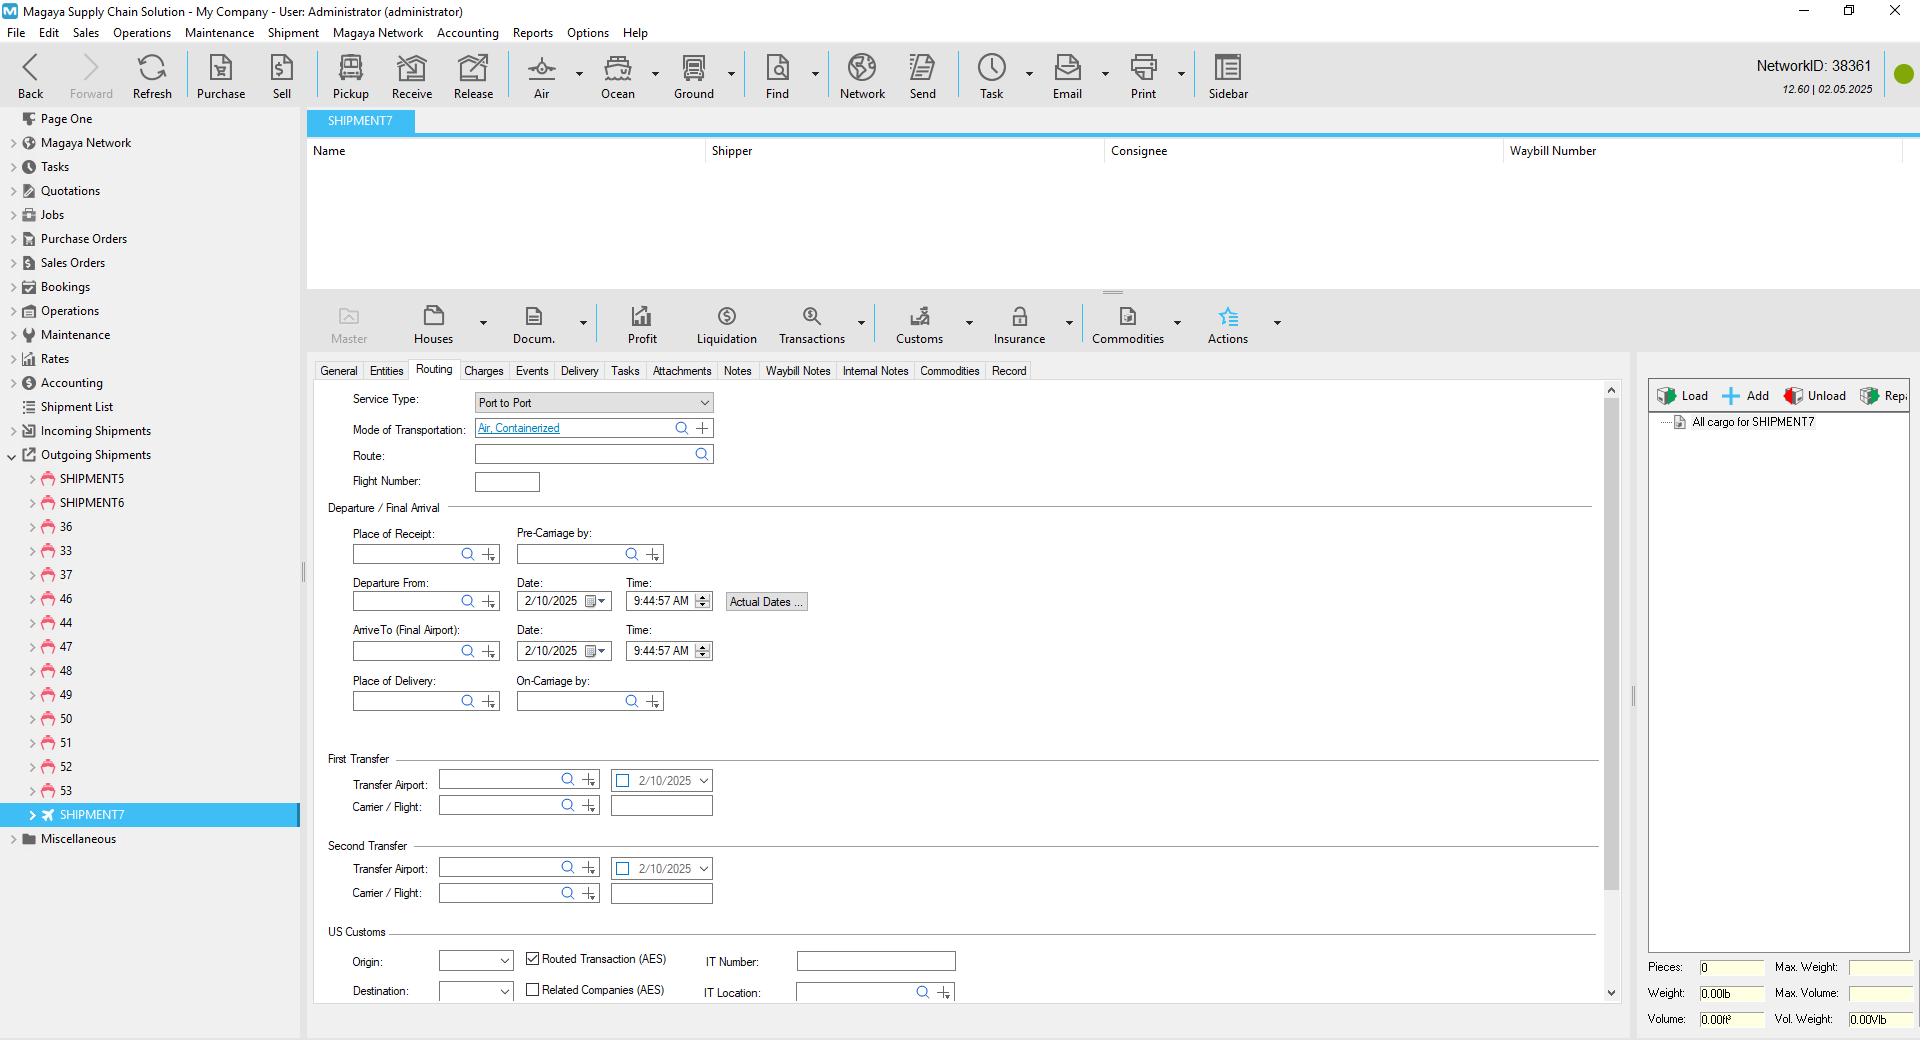 Magaya Supply Chain Solution - My Company - User: Administrator (administrator)
File Edit Sales Operations Maintenance Shipment Magaya Network Accounting Reports Options Help
Back Forward Refresh Purchase Sell Pickup Receive Release Air Ocean Ground Find Network Send Task Email Print Sidebar
NetworkID: 38361
12.60 | 02.05.2025
Page One
Magaya Network
Tasks
Quotations
Jobs
Purchase Orders
Sales Orders
Bookings
Operations
Maintenance
Rates
Accounting
Shipment List
Incoming Shipments
Outgoing Shipments
SHIPMENT5
SHIPMENT6
36
33
37
46
44
47
48
49
50
51
52
53
SHIPMENT7
Miscellaneous
SHIPMENT7
Name Shipper Consignee Waybill Number
Master Houses Docum. Profit Liquidation Transactions Customs Insurance Commodities Actions
General Entities Routing Charges Events Delivery Tasks Attachments Notes Waybill Notes Internal Notes Commodities Record
Service Type: Port to Port
Mode of Transportation: Air, Containerized
Route:
Flight Number:
Departure / Final Arrival
Place of Receipt: Pre-Carriage by:
Departure From: Date: Time:
2/10/2025 9:44:57 AM Actual Dates ...
Arrive To (Final Airport): Date: Time:
2/10/2025 9:44:57 AM
Place of Delivery: On-Carriage by:
First Transfer
Transfer Airport: 2/10/2025
Carrier / Flight:
Second Transfer
Transfer Airport: 2/10/2025
Carrier / Flight:
US Customs
Origin: Routed Transaction (AES) IT Number:
Destination: Related Companies (AES) IT Location:
Load Add Unload Repa
All cargo for SHIPMENT7
Pieces: 0 Max. Weight:
Weight: 0.00lb Max. Volume:
Volume: 0.00ft³ Vol. Weight: 0.00Vlb